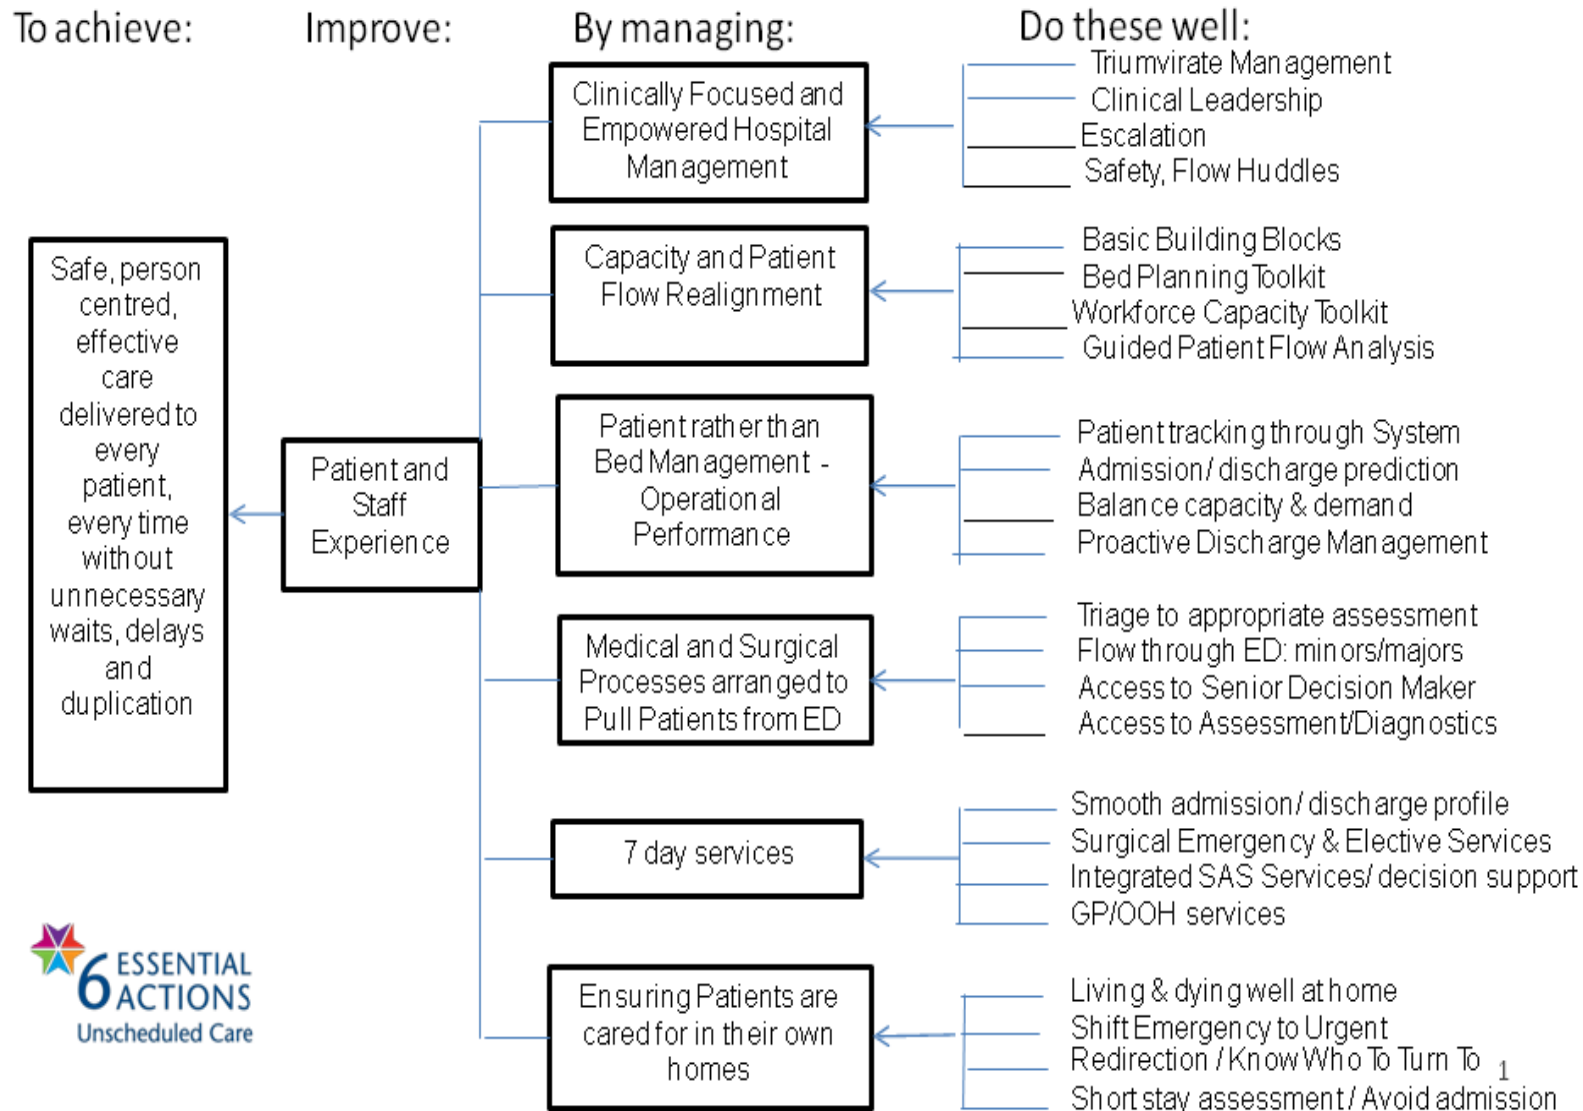 To achieve:
Improve:
By managing:
Do these well:
Safe, person
centred,
effective
care
delivered to
every
patient,
every time
without
unnecessary
waits, delays
and
duplication
Patient and
Staff
Experience
Clinically Focused and
Empowered Hospital
Management
Triumvirate Management
Clinical Leadership
Escalation
Safety, Flow Huddles
Capacity and Patient
Flow Realignment
Basic Building Blocks
Bed Planning Toolkit
Workforce Capacity Toolkit
Guided Patient Flow Analysis
Patient rather than
Bed Management -
Operational
Performance
Patient tracking through System
Admission/ discharge prediction
Balance capacity & demand
Proactive Discharge Management
Medical and Surgical
Processes arranged to
Pull Patients from ED
Triage to appropriate assessment
Flow through ED: minors/majors
Access to Senior Decision Maker
Access to Assessment/Diagnostics
7 day services
Smooth admission/ discharge profile
Surgical Emergency & Elective Services
Integrated SAS Services/ decision support
GP/OOH services
Ensuring Patients are
cared for in their own
homes
Living & dying well at home
Shift Emergency to Urgent
Redirection / Know Who To Turn To
Short stay assessment / Avoid admission
6 ESSENTIAL
ACTIONS
Unscheduled Care
1